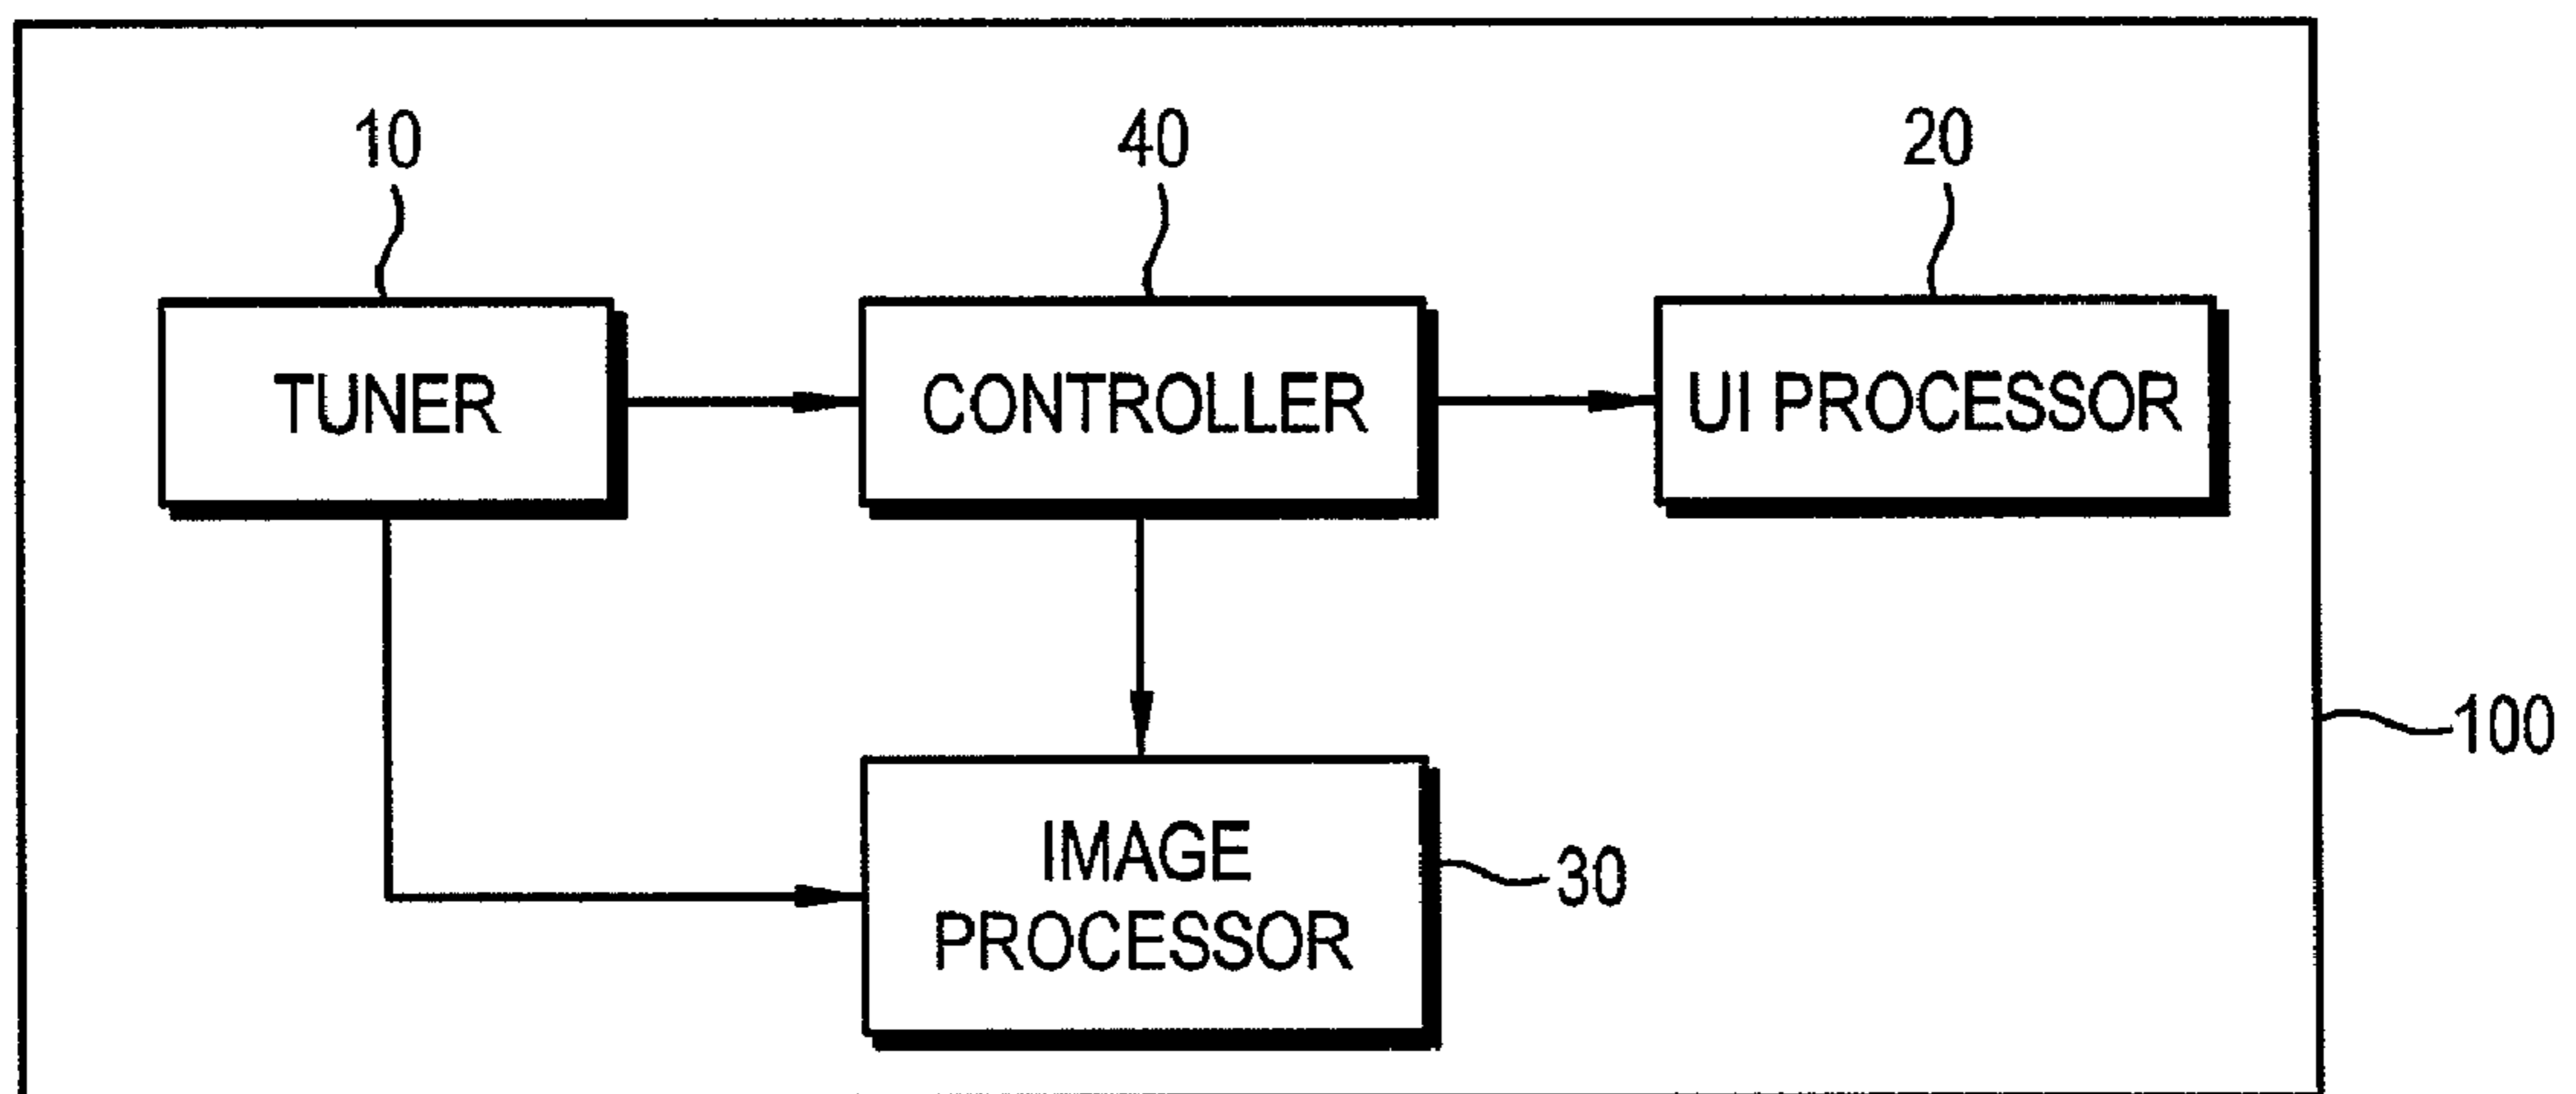 10
40
20
TUNER
CONTROLLER
UI PROCESSOR
100
IMAGE
PROCESSOR
30